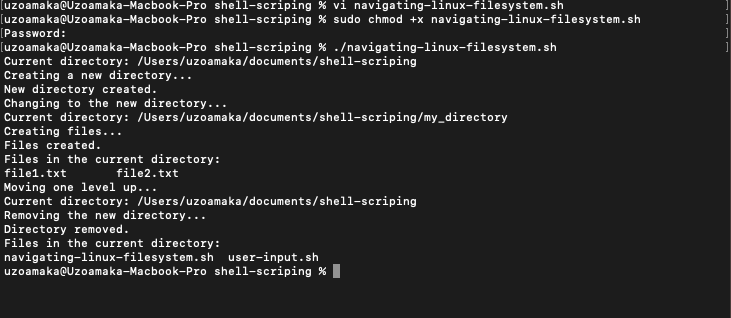 [uzoamaka@Uzoamaka-Macbook-Pro shell-scriping % vi navigating-linux-filesystem.sh ]
[uzoamaka@Uzoamaka-Macbook-Pro shell-scriping % sudo chmod +x navigating-linux-filesystem.sh ]
[Password: ]
[uzoamaka@Uzoamaka-Macbook-Pro shell-scriping % ./navigating-linux-filesystem.sh ]
Current directory: /Users/uzoamaka/documents/shell-scriping
Creating a new directory...
New directory created.
Changing to the new directory...
Current directory: /Users/uzoamaka/documents/shell-scriping/my_directory
Creating files...
Files created.
Files in the current directory:
file1.txt file2.txt
Moving one level up...
Current directory: /Users/uzoamaka/documents/shell-scriping
Removing the new directory...
Directory removed.
Files in the current directory:
navigating-linux-filesystem.sh user-input.sh
uzoamaka@Uzoamaka-Macbook-Pro shell-scriping %